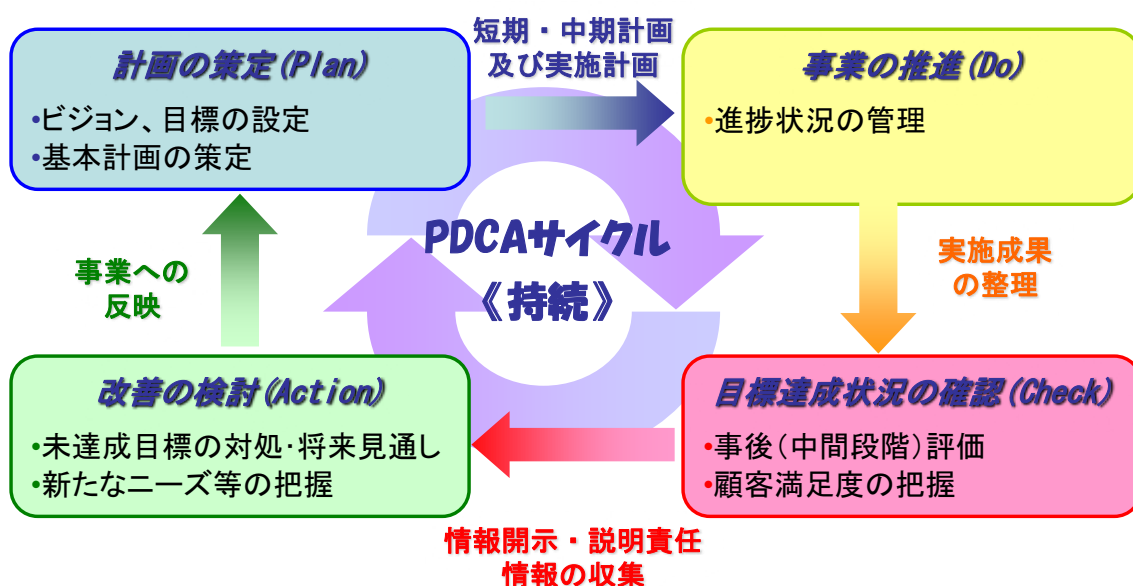 計画の策定(Plan)
・ビジョン、目標の設定
・基本計画の策定
短期・中期計画
及び実施計画
事業の推進(Do)
・進捗状況の管理
PDCAサイクル
《持続》
事業への
反映
実施成果
の整理
改善の検討(Action)
・未達成目標の対処・将来見通し
・新たなニーズ等の把握
目標達成状況の確認(Check)
・事後(中間段階)評価
・顧客満足度の把握
情報開示・説明責任
情報の収集